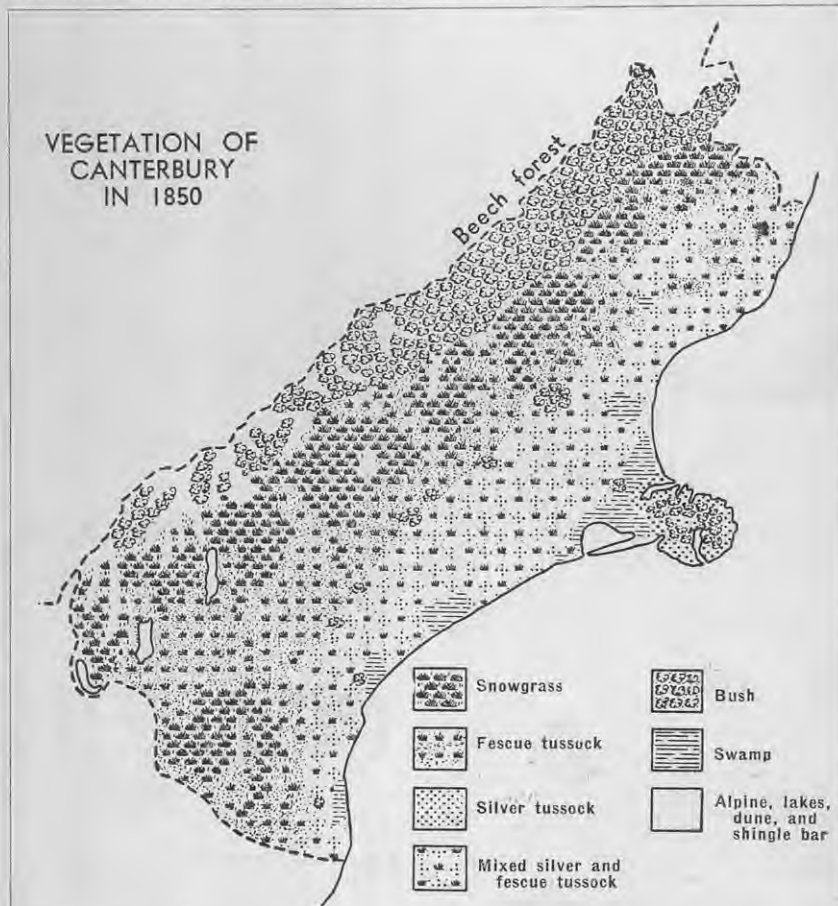 VEGETATION OF
CANTERBURY
IN 1850
Beech forest
Snowgrass
Fescue tussock
Silver tussock
Mixed silver and
fescue tussock
Bush
Swamp
Alpine, lakes,
dune, and
shingle bar